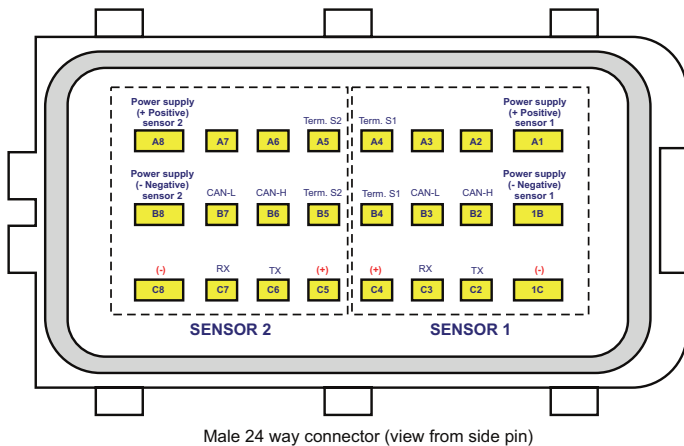 Power supply
(+ Positive)
sensor 2
Term. S2
Term. S1
Power supply
(+ Positive)
sensor 1
A8 A7 A6 A5 A4 A3 A2 A1
Power supply
(- Negative)
sensor 2
CAN-L CAN-H Term. S2
Term. S1 CAN-L CAN-H
Power supply
(- Negative)
sensor 1
B8 B7 B6 B5 B4 B3 B2 1B
(-) RX TX (+) (+) RX TX (-)
C8 C7 C6 C5 C4 C3 C2 1C
SENSOR 2 SENSOR 1
Male 24 way connector (view from side pin)